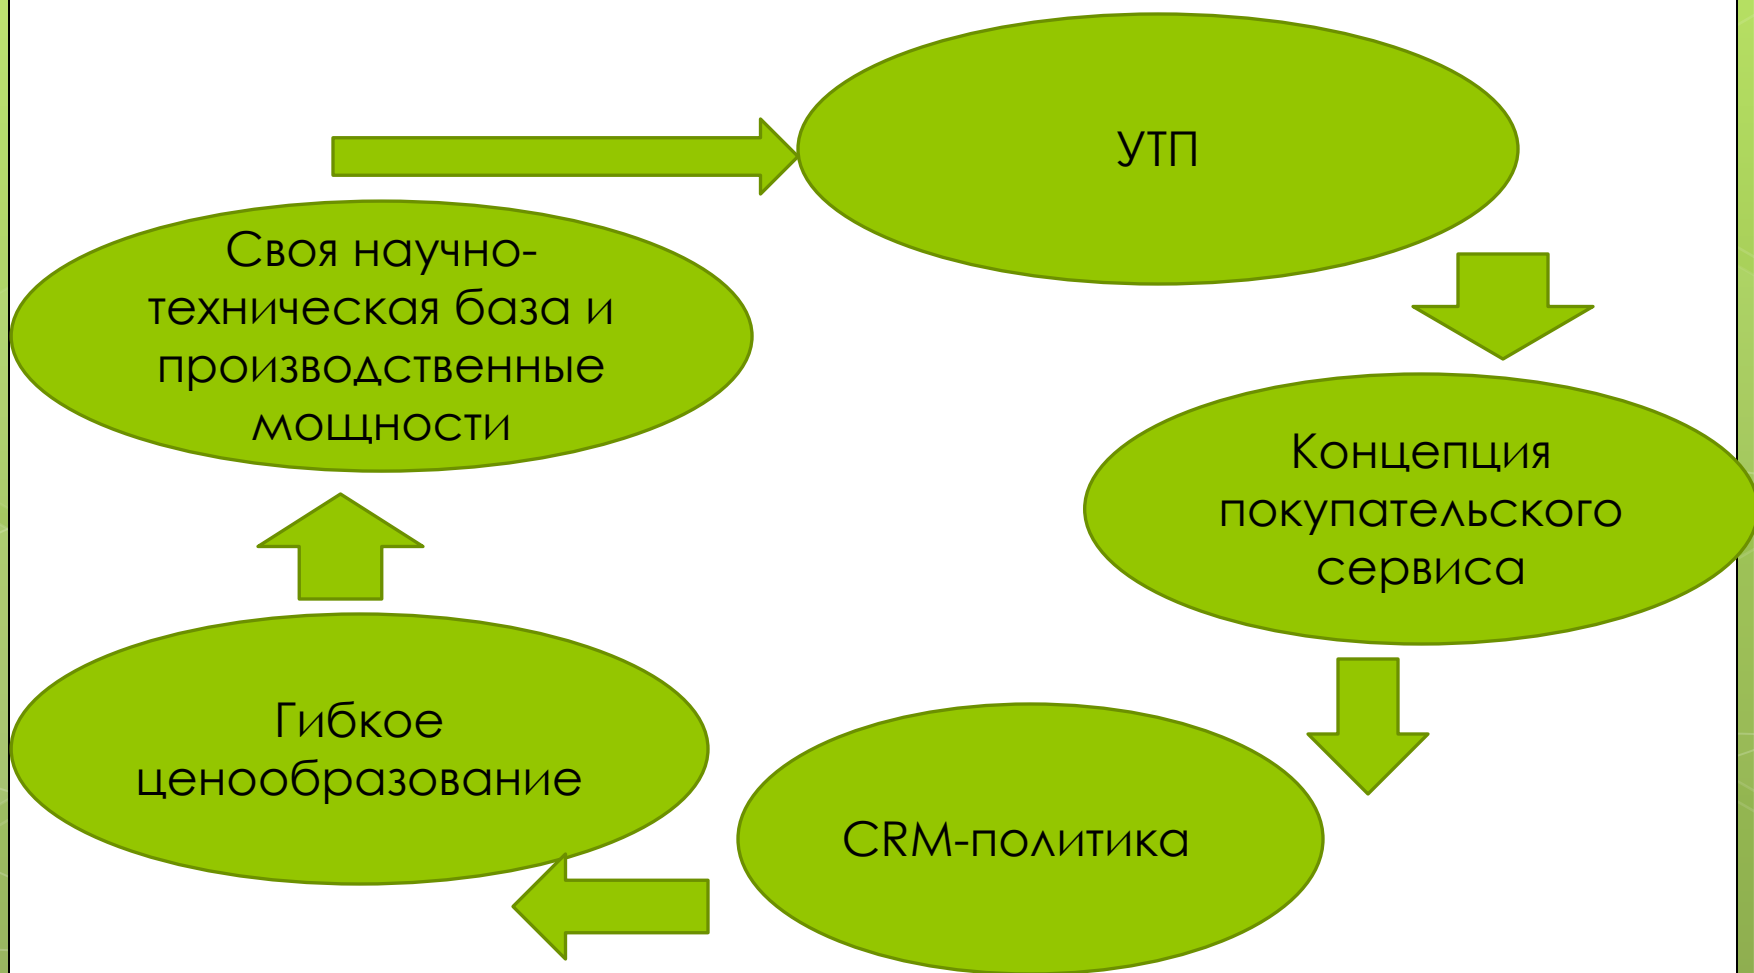 УТП
Своя научно-
техническая база и
производственные
мощности
Концепция
покупательского
сервиса
Гибкое
ценообразование
CRM-политика